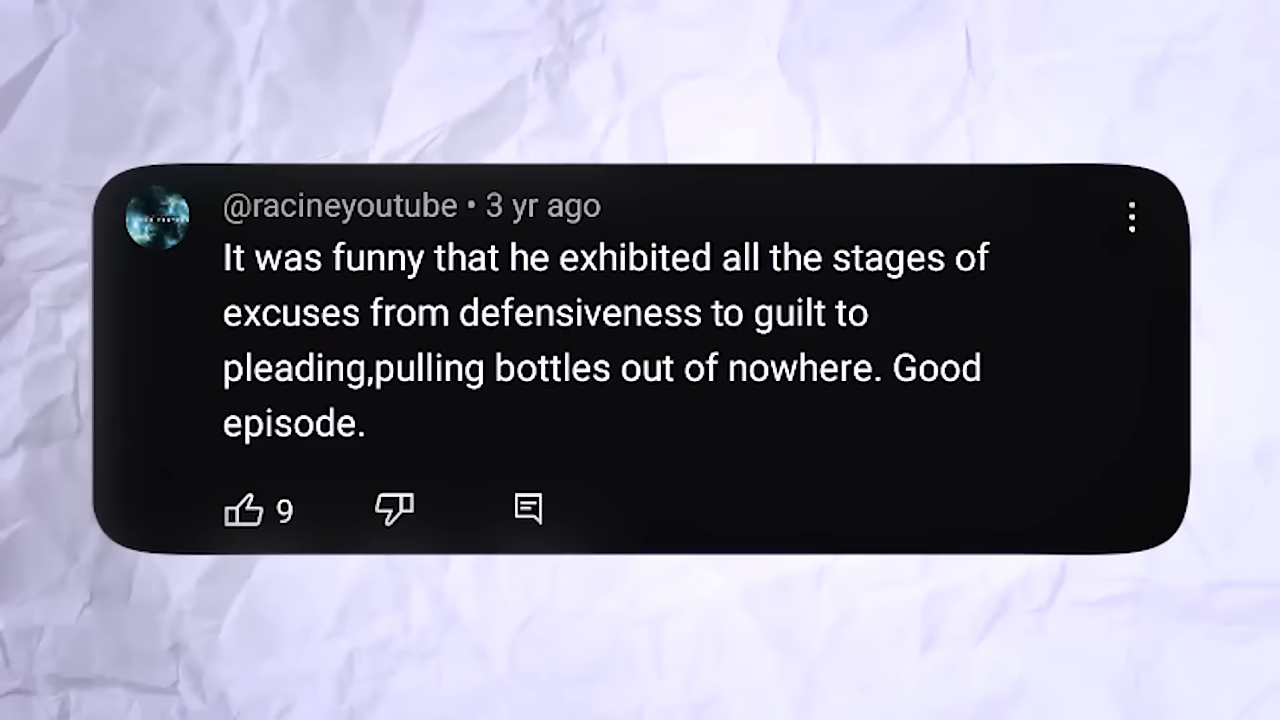 @racineyoutube • 3 yr ago
It was funny that he exhibited all the stages of
excuses from defensiveness to guilt to
pleading,pulling bottles out of nowhere. Good
episode.
9